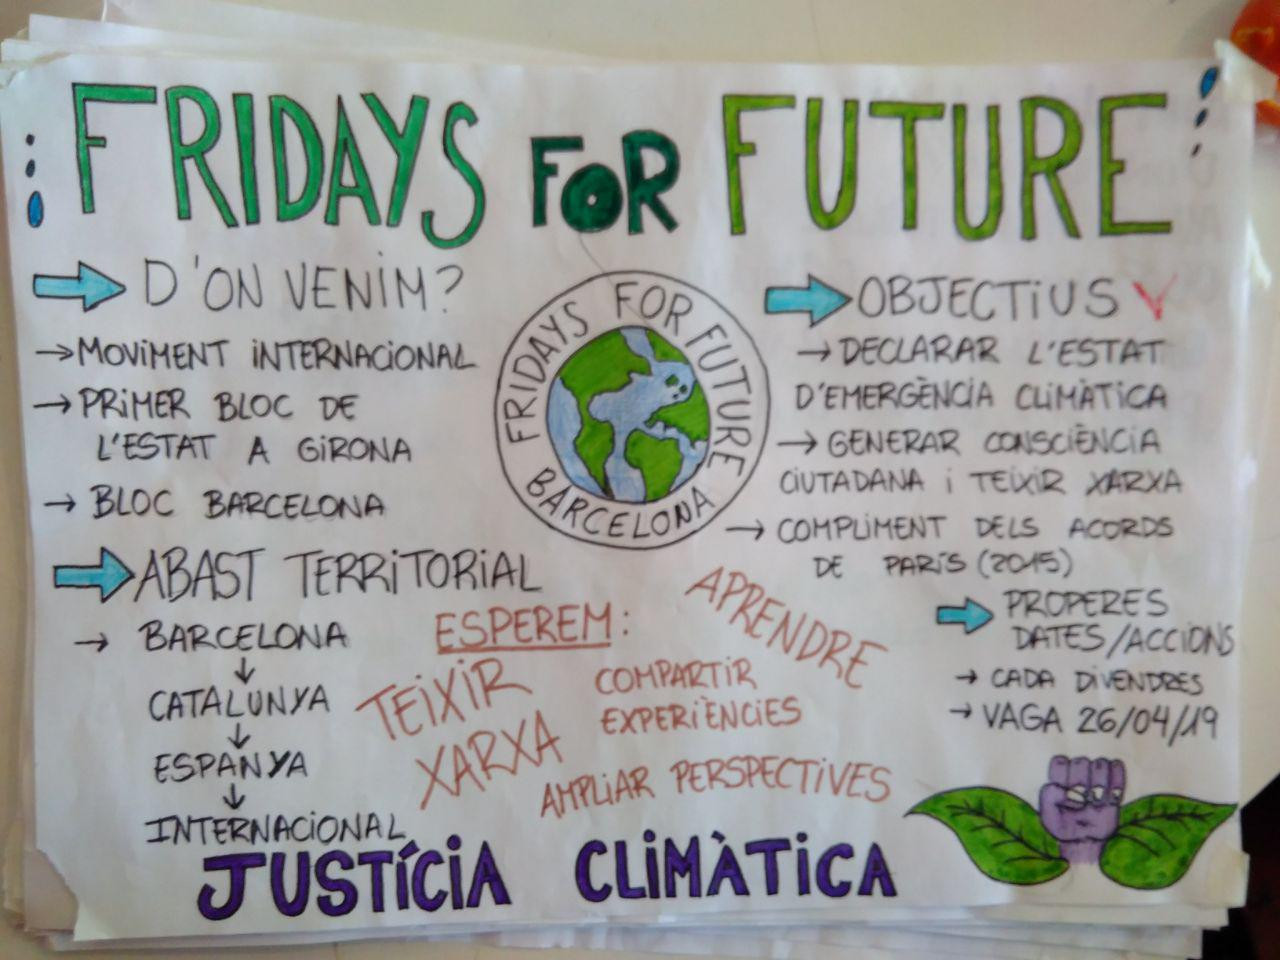 FRIDAYS FOR FUTURE
D'ON VENIM?
→ MOVIMENT INTERNACIONAL
→ PRIMER BLOC DE
L'ESTAT A GIRONA
→ BLOC BARCELONA
ABAST TERRITORIAL
→ BARCELONA
↓
CATALUNYA
↓
ESPANYA
↓
INTERNACIONAL
FRIDAYS FOR FUTURE
BARCELONA
OBJECTIUS
→ DECLARAR L'ESTAT
D'EMERGÈNCIA CLIMÀTICA
→ GENERAR CONSCIÈNCIA
CIUTADANA i TEIXIR XARXA
→ COMPLIMENT DELS ACORDS
DE PARÍS (2015)
PROPERES
DATES/ACCIONS
→ CADA DIVENDRES
→ VAGA 26/04/19
ESPEREM:
TEIXIR
XARXA
COMPARTIR
EXPERIÈNCIES
APRENDRE
AMPLIAR PERSPECTIVES
JUSTÍCIA CLIMÀTICA